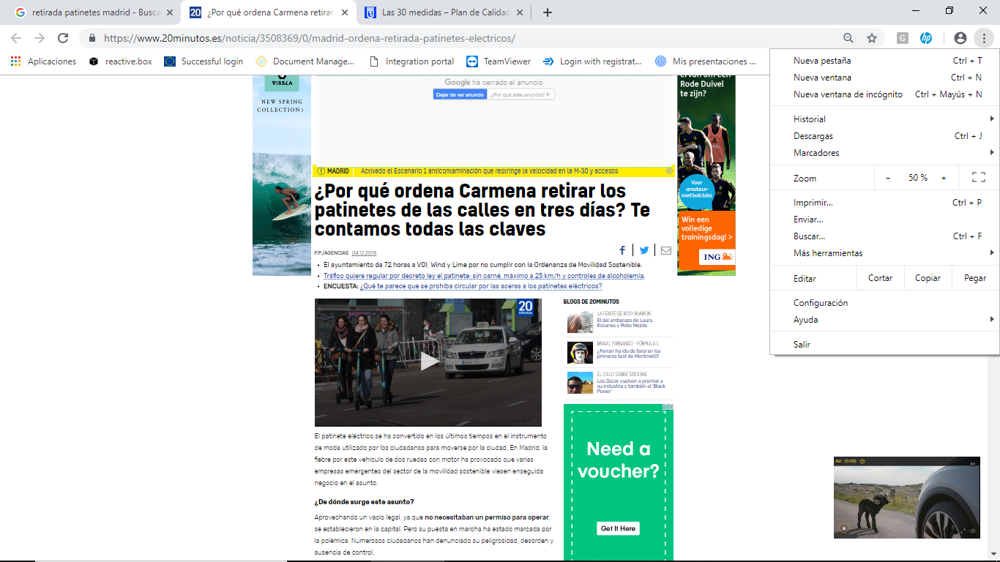 retirada patinetes madrid - Busca
20
¿Por qué ordena Carmena retirar
Las 30 medidas – Plan de Calidad
https://www.20minutos.es/noticia/3508369/0/madrid-ordena-retirada-patinetes-electricos/
G
hp
Aplicaciones
reactive.box
Successful login
Document Manage...
Integration portal
TeamViewer
Login with registrat...
Mis presentaciones ...
Nueva pestaña Ctrl + T
Nueva ventana Ctrl + N
Nueva ventana de incógnito Ctrl + Mayús + N
Historial
Descargas Ctrl + J
Marcadores
Zoom – 50 % +
Imprimir... Ctrl + P
Enviar...
Buscar... Ctrl + F
Más herramientas
Editar Cortar Copiar Pegar
Configuración
Ayuda
Salir
VISSLA
NEW SPRING
COLLECTION>
Google ha cerrado el anuncio
Dejar de ver anuncio
¿Por qué este anuncio?
ervan om een
Rode Duivel
te zijn?
Voor
amateur-
voetbalclubs
Win een
volledige
trainingsdag! >
ING
MADRID Activado el Escenario 1 anticontaminación que restringe la velocidad en la M-30 y accesos
¿Por qué ordena Carmena retirar los
patinetes de las calles en tres días? Te
contamos todas las claves
F.P./AGENCIAS 04.12.2018
• El ayuntamiento da 72 horas a VOI, Wind y Lime por no cumplir con la Ordenanza de Movilidad Sostenible.
• Tráfico quiere regular por decreto ley el patinete: sin carné, máximo a 25 km/h y controles de alcoholemia.
• ENCUESTA: ¿Qué te parece que se prohíba circular por las aceras a los patinetes eléctricos?
20
minutos
El patinete eléctrico se ha convertido en los últimos tiempos en el instrumento
de moda utilizado por los ciudadanos para moverse por la ciudad. En Madrid, la
fiebre por este vehículo de dos ruedas con motor ha provocado que varias
empresas emergentes del sector de la movilidad sostenible viesen enseguida
negocio en el asunto.
¿De dónde surge este asunto?
Aprovechando un vacío legal, ya que no necesitaban un permiso para operar,
se establecieron en la capital. Pero su puesta en marcha ha estado marcada por
la polémica. Numerosos ciudadanos han denunciado su peligrosidad, desorden y
ausencia de control.
BLOGS DE 20MINUTOS
LA GENTE DE ROSY RUNRÚN
El del embarazo de Laura
Escanes y Risto Mejide
BRAVO, FERNANDO - FÓRMULA 1
¿Ferrari ha ido de farol en los
primeros test de Montmeló?
EL CIELO SOBRE TATOOINE
Los Oscar vuelven a premiar a
su industria y también al 'Black
Power'
Need a
voucher?
Get It Here
Ad : (0:09)
Ad